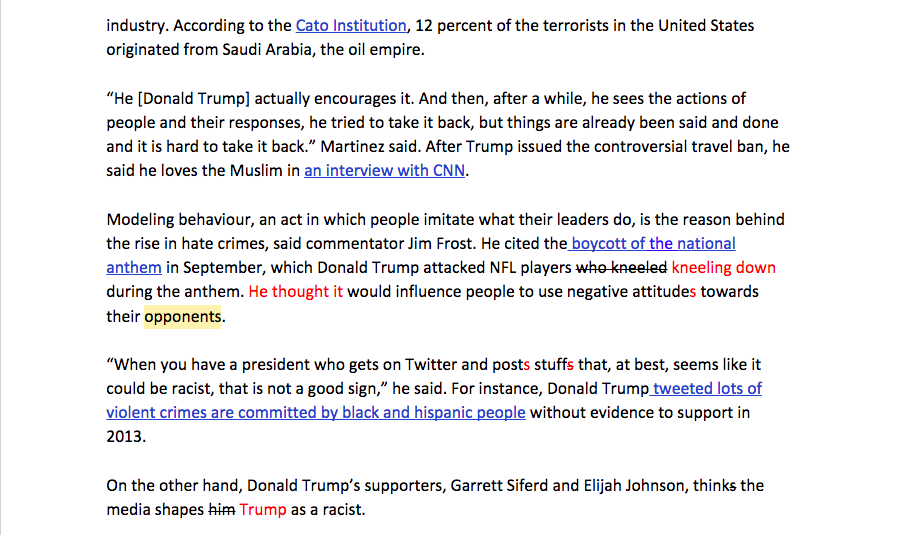 industry. According to the Cato Institution, 12 percent of the terrorists in the United States
originated from Saudi Arabia, the oil empire.
“He [Donald Trump] actually encourages it. And then, after a while, he sees the actions of
people and their responses, he tried to take it back, but things are already been said and done
and it is hard to take it back.” Martinez said. After Trump issued the controversial travel ban, he
said he loves the Muslim in an interview with CNN.
Modeling behaviour, an act in which people imitate what their leaders do, is the reason behind
the rise in hate crimes, said commentator Jim Frost. He cited the boycott of the national
anthem in September, which Donald Trump attacked NFL players who kneeled kneeling down
during the anthem. He thought it would influence people to use negative attitudes towards
their opponents.
“When you have a president who gets on Twitter and posts stuffs that, at best, seems like it
could be racist, that is not a good sign,” he said. For instance, Donald Trump tweeted lots of
violent crimes are committed by black and hispanic people without evidence to support in
2013.
On the other hand, Donald Trump’s supporters, Garrett Siferd and Elijah Johnson, thinks the
media shapes him Trump as a racist.